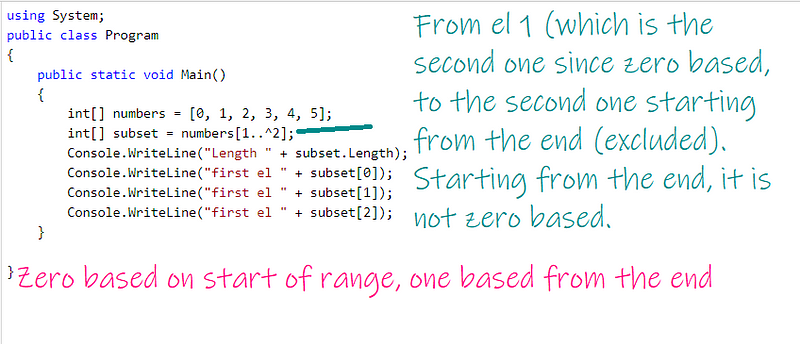 using System;
public class Program
{
public static void Main()
{
int[] numbers = [0, 1, 2, 3, 4, 5];
int[] subset = numbers[1..^2];
Console.WriteLine("Length " + subset.Length);
Console.WriteLine("first el " + subset[0]);
Console.WriteLine("first el " + subset[1]);
Console.WriteLine("first el " + subset[2]);
}
}
From el 1 (which is the
second one since zero based,
to the second one starting
from the end (excluded).
Starting from the end, it is
not zero based.
Zero based on start of range, one based from the end